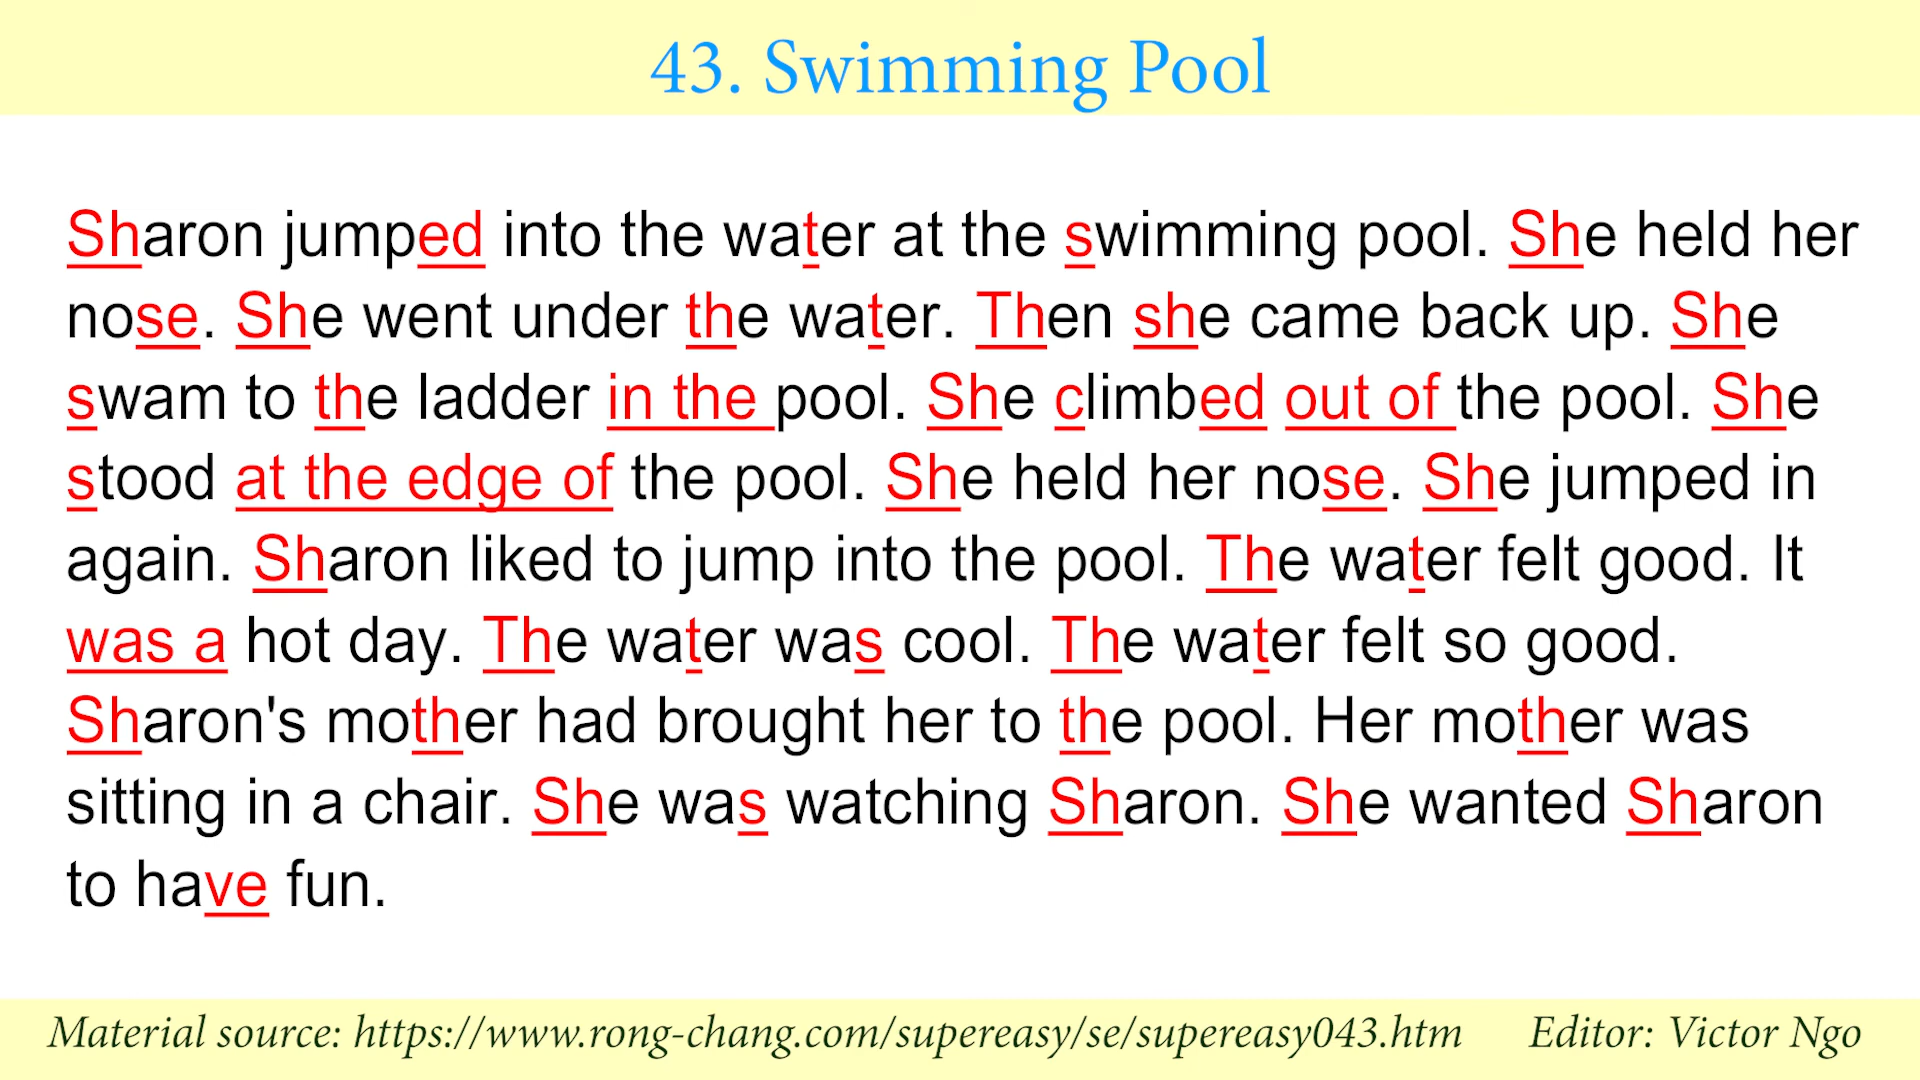 43. Swimming Pool
Sharon jumped into the water at the swimming pool. She held her
nose. She went under the water. Then she came back up. She
swam to the ladder in the pool. She climbed out of the pool. She
stood at the edge of the pool. She held her nose. She jumped in
again. Sharon liked to jump into the pool. The water felt good. It
was a hot day. The water was cool. The water felt so good.
Sharon's mother had brought her to the pool. Her mother was
sitting in a chair. She was watching Sharon. She wanted Sharon
to have fun.
Material source: https://www.rong-chang.com/supereasy/se/supereasy043.htm Editor: Victor Ngo